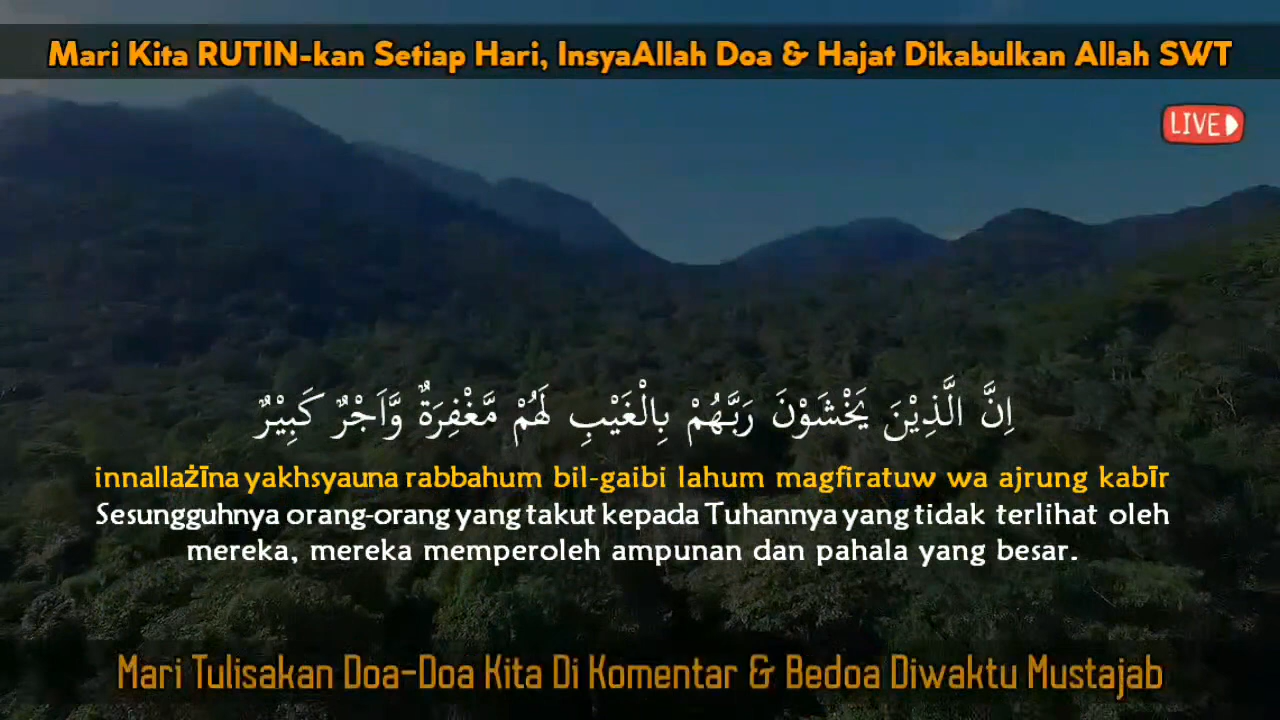 Mari Kita RUTIN-kan Setiap Hari, InsyaAllah Doa & Hajat Dikabulkan Allah SWT
LIVE
اِنَّ الَّذِيْنَ يَخْشَوْنَ رَبَّهُمْ بِالْغَيْبِ لَهُمْ مَّغْفِرَةٌ وَّاَجْرٌ كَبِيْرٌ
innallażīna yakhsyauna rabbahum bil-gaibi lahum magfiratuw wa ajrung kabīr
Sesungguhnya orang-orang yang takut kepada Tuhannya yang tidak terlihat oleh
mereka, mereka memperoleh ampunan dan pahala yang besar.
Mari Tulisakan Doa-Doa Kita Di Komentar & Bedoa Diwaktu Mustajab